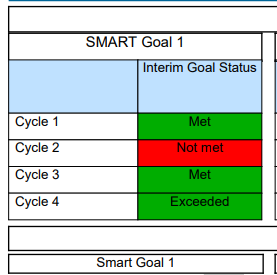 SMART Goal 1
Interim Goal Status
Cycle 1 Met
Cycle 2 Not met
Cycle 3 Met
Cycle 4 Exceeded
Smart Goal 1